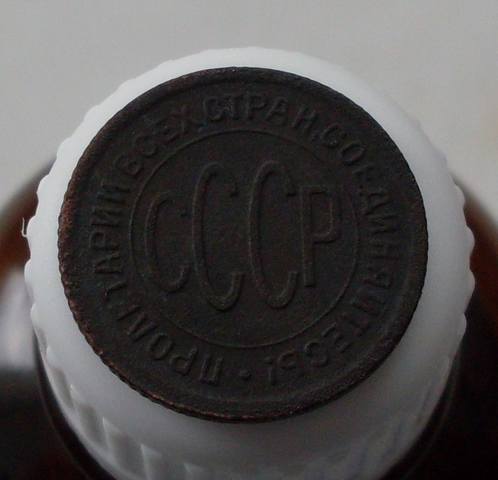 ПРОЛЕТАРИИ ВСЕХ СТРАН, СОЕДИНЯЙТЕСЬ!
СССР